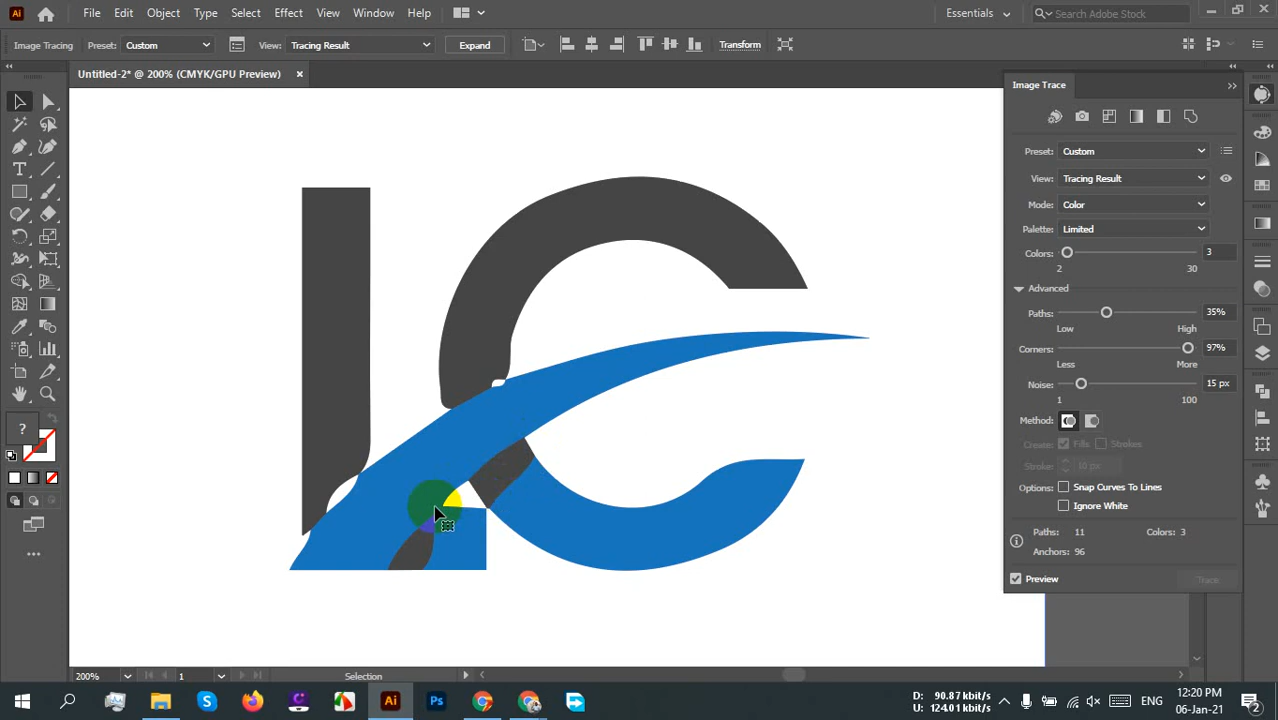 Ai File Edit Object Type Select Effect View Window Help Essentials Search Adobe Stock
Image Tracing Preset: Custom View: Tracing Result Expand Transform
Untitled-2* @ 200% (CMYK/GPU Preview) ×
Image Trace
Preset: Custom
View: Tracing Result
Mode: Color
Palette: Limited
Colors: 3
2 30
Advanced
Paths: 35%
Low High
Corners: 97%
Less More
Noise: 15 px
1 100
Method:
Create: Fills Strokes
Stroke: 10 px
Options: Snap Curves To Lines
Ignore White
Paths: 11 Colors: 3
Anchors: 96
Preview Trace
?
LC
200% 1 Selection
S Ai Ps D: 90.87 kbit/s
U: 124.01 kbit/s ENG 12:20 PM
06-Jan-21 2